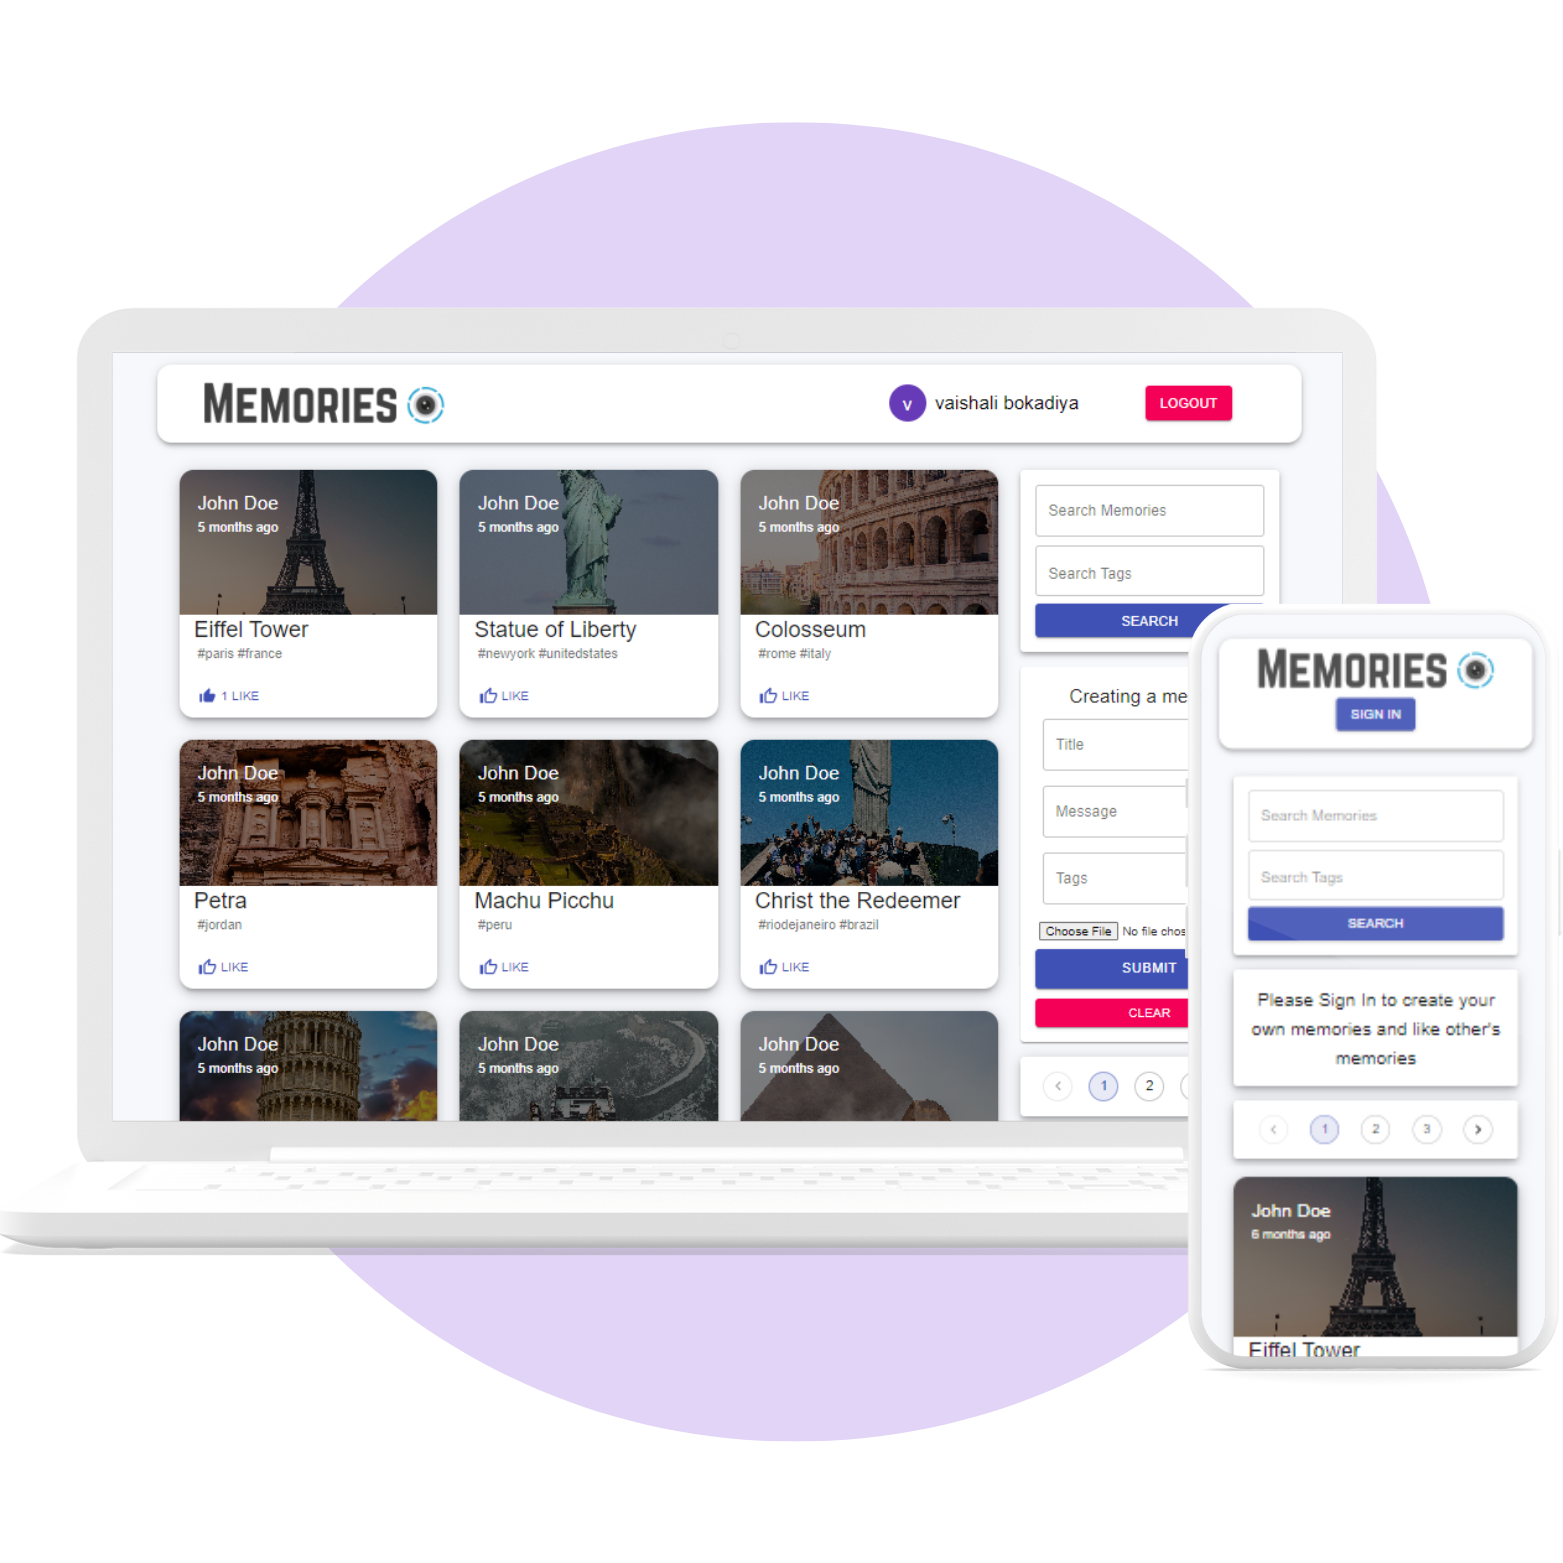 MEMORIES
v vaishali bokadiya
LOGOUT
John Doe
5 months ago
Eiffel Tower
#paris #france
1 LIKE
John Doe
5 months ago
Statue of Liberty
#newyork #unitedstates
LIKE
John Doe
5 months ago
Colosseum
#rome #italy
LIKE
John Doe
5 months ago
Petra
#jordan
LIKE
John Doe
5 months ago
Machu Picchu
#peru
LIKE
John Doe
5 months ago
Christ the Redeemer
#riodejaneiro #brazil
LIKE
John Doe
5 months ago
John Doe
5 months ago
John Doe
5 months ago
Search Memories
Search Tags
SEARCH
Creating a me
Title
Message
Tags
Choose File No file chos
SUBMIT
CLEAR
< 1 2
MEMORIES
SIGN IN
Search Memories
Search Tags
SEARCH
Please Sign In to create your
own memories and like other's
memories
< 1 2 3 >
John Doe
6 months ago
Eiffel Tower